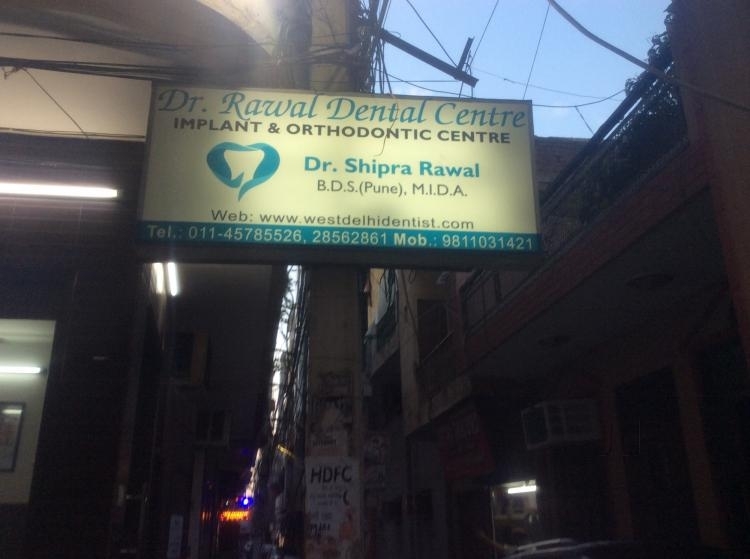 Dr. Rawal Dental Centre
IMPLANT & ORTHODONTIC CENTRE
Dr. Shipra Rawal
B.D.S.(Pune), M.I.D.A.
Web: www.westdelhidentist.com
Tel.: 011-45785526, 28562861 Mob.: 9811031421
HDFC